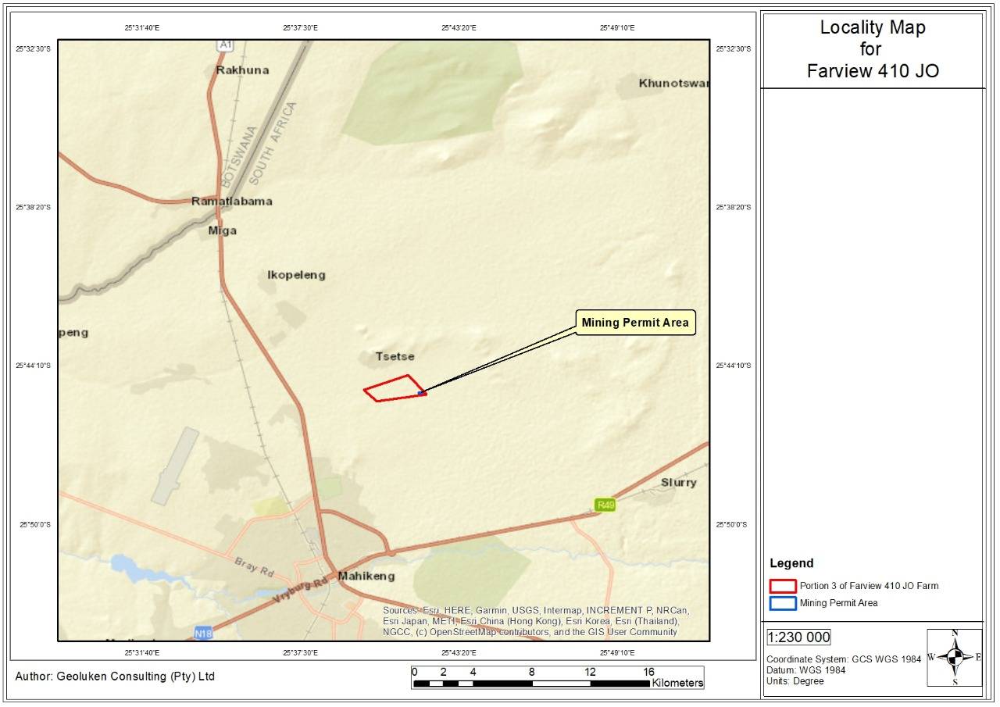 Locality Map
for
Farview 410 JO
25°31'40"E 25°37'30"E 25°43'20"E 25°49'10"E
25°32'30"S 25°32'30"S
A1
Rakhuna
Khunotswan
BOTSWANA
SOUTH AFRICA
Ramatlabama
25°38'20"S 25°38'20"S
Miga
Ikopeleng
Mining Permit Area
peng
Tsetse
25°44'10"S 25°44'10"S
Slurry
R49
25°50'0"S 25°50'0"S
Bray Rd
Vryburg Rd
Mahikeng
N18
Sources: Esri, HERE, Garmin, USGS, Intermap, INCREMENT P, NRCan,
Esri Japan, METI, Esri China (Hong Kong), Esri Korea, Esri (Thailand),
NGCC, (c) OpenStreetMap contributors, and the GIS User Community
25°31'40"E 25°37'30"E 25°43'20"E 25°49'10"E
Author: Geoluken Consulting (Pty) Ltd
0 2 4 8 12 16
Kilometers
Legend
Portion 3 of Farview 410 JO Farm
Mining Permit Area
1:230 000
Coordinate System: GCS WGS 1984
Datum: WGS 1984
Units: Degree
N
W E
S